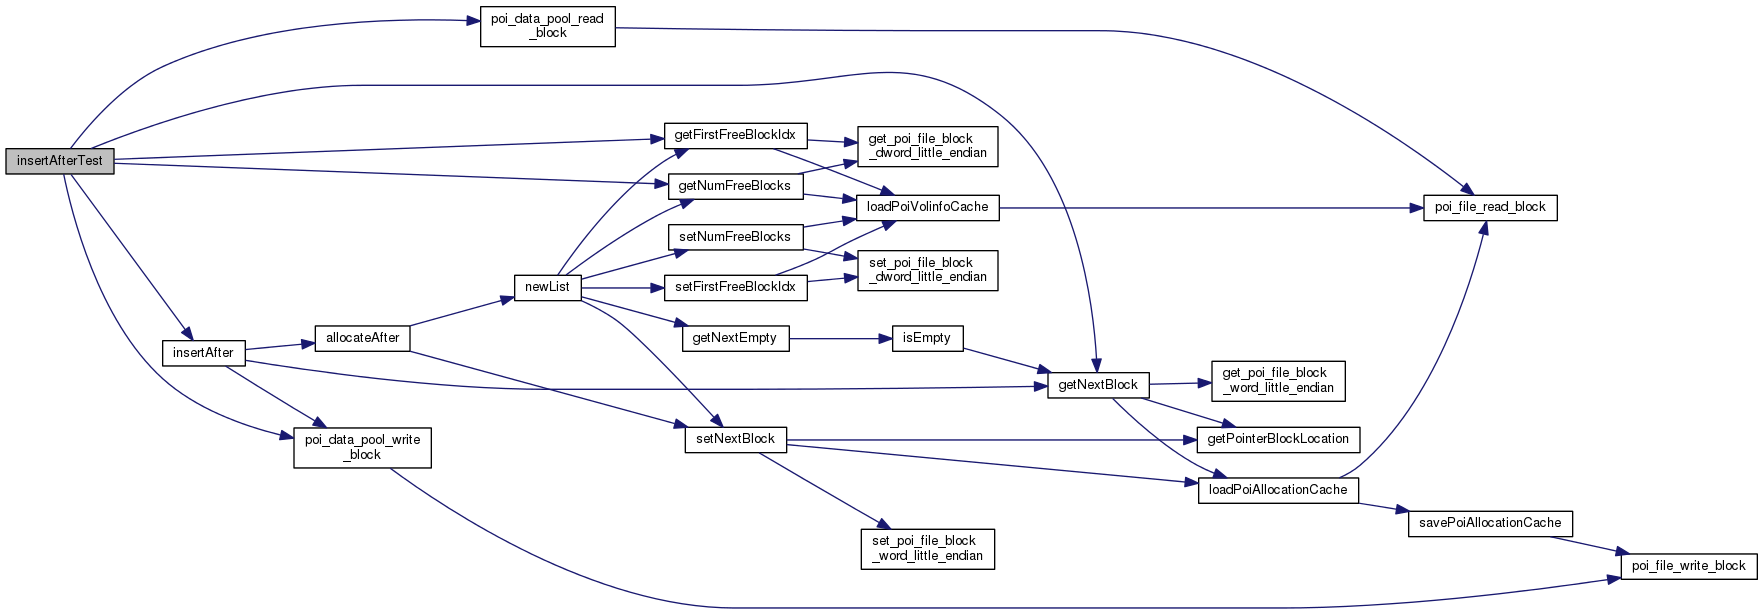 poi_data_pool_read
_block
getFirstFreeBlockIdx
get_poi_file_block
_dword_little_endian
insertAfterTest
getNumFreeBlocks
loadPoiVolinfoCache
poi_file_read_block
setNumFreeBlocks
set_poi_file_block
_dword_little_endian
newList
setFirstFreeBlockIdx
allocateAfter
getNextEmpty
isEmpty
insertAfter
getNextBlock
get_poi_file_block
_word_little_endian
poi_data_pool_write
_block
setNextBlock
getPointerBlockLocation
loadPoiAllocationCache
savePoiAllocationCache
set_poi_file_block
_word_little_endian
poi_file_write_block